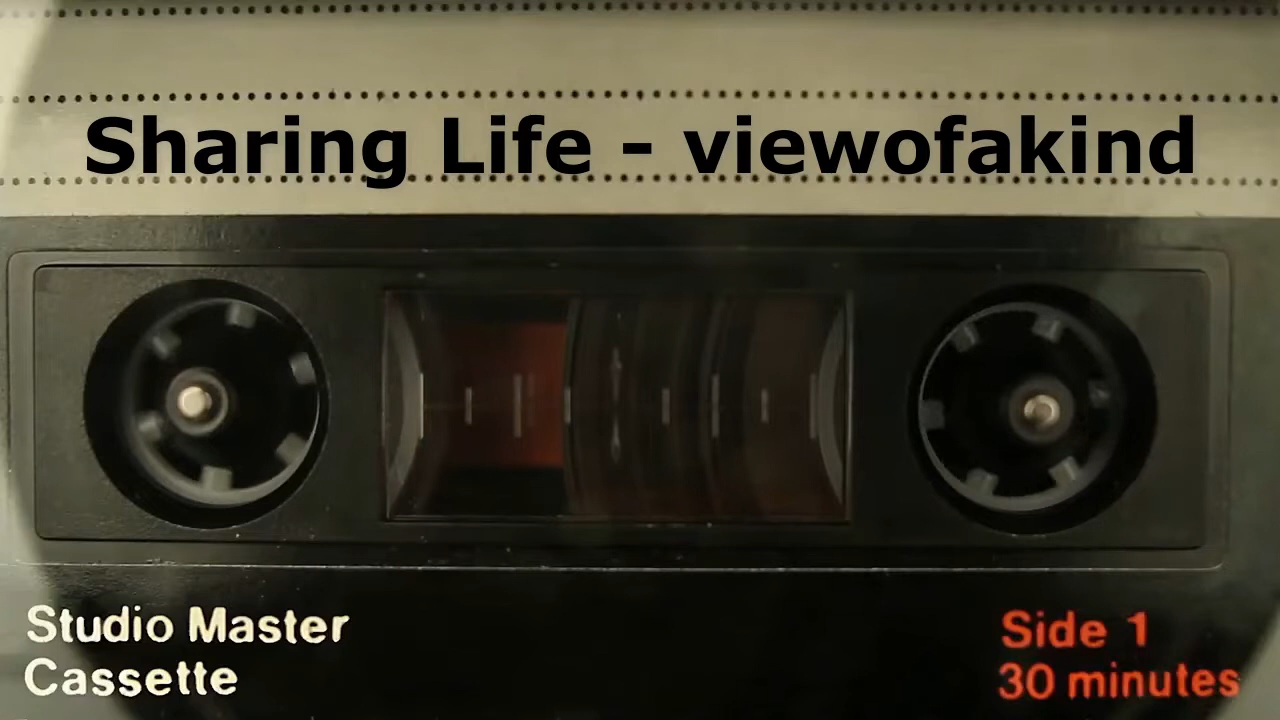 Sharing Life - viewofakind
Studio Master
Cassette
Side 1
30 minutes